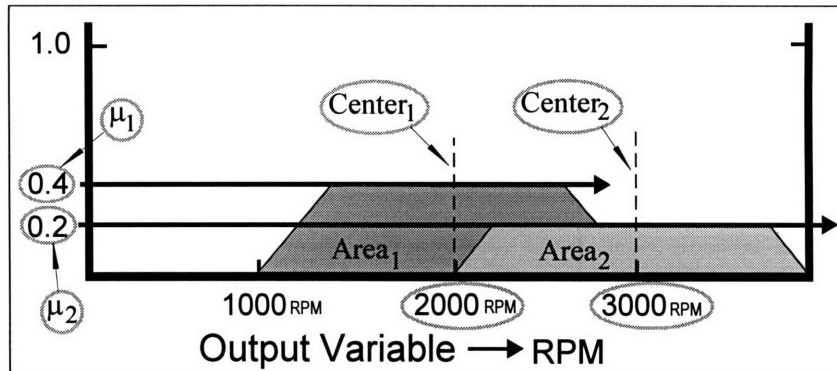 1.0
Center1
Center2
μ1
0.4
0.2
Area1
Area2
μ2
1000 RPM
2000 RPM
3000 RPM
Output Variable → RPM